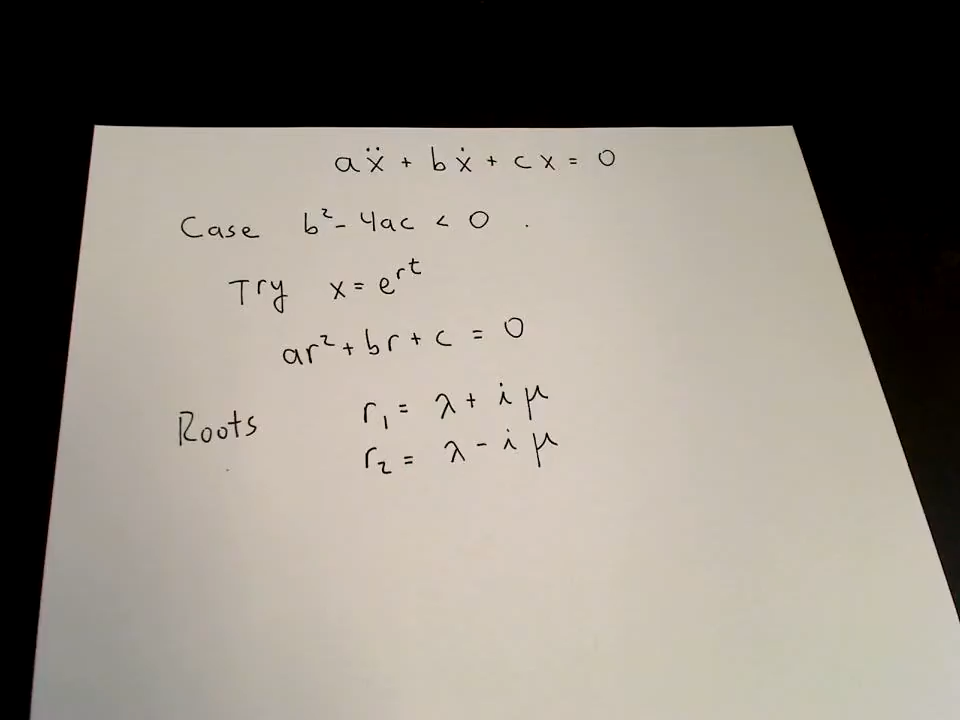 aẍ + bẋ + cx = 0
Case b² - 4ac < 0 .
Try x = e^{rt}
ar² + br + c = 0
Roots r₁ = λ + iμ
r₂ = λ - iμ